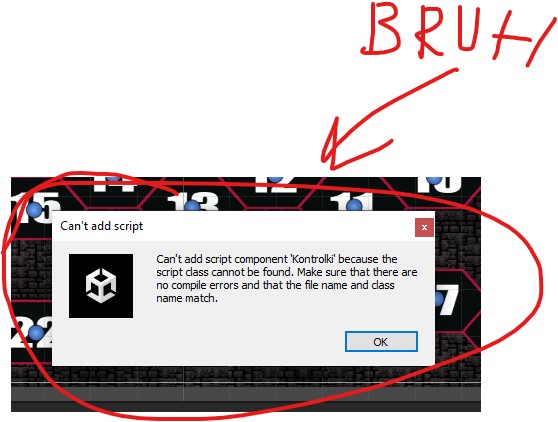 BRUH
14
12
10
15
13
11
Can't add script
x
Can't add script component 'Kontrolki' because the
script class cannot be found. Make sure that there are
no compile errors and that the file name and class
name match.
7
22
OK